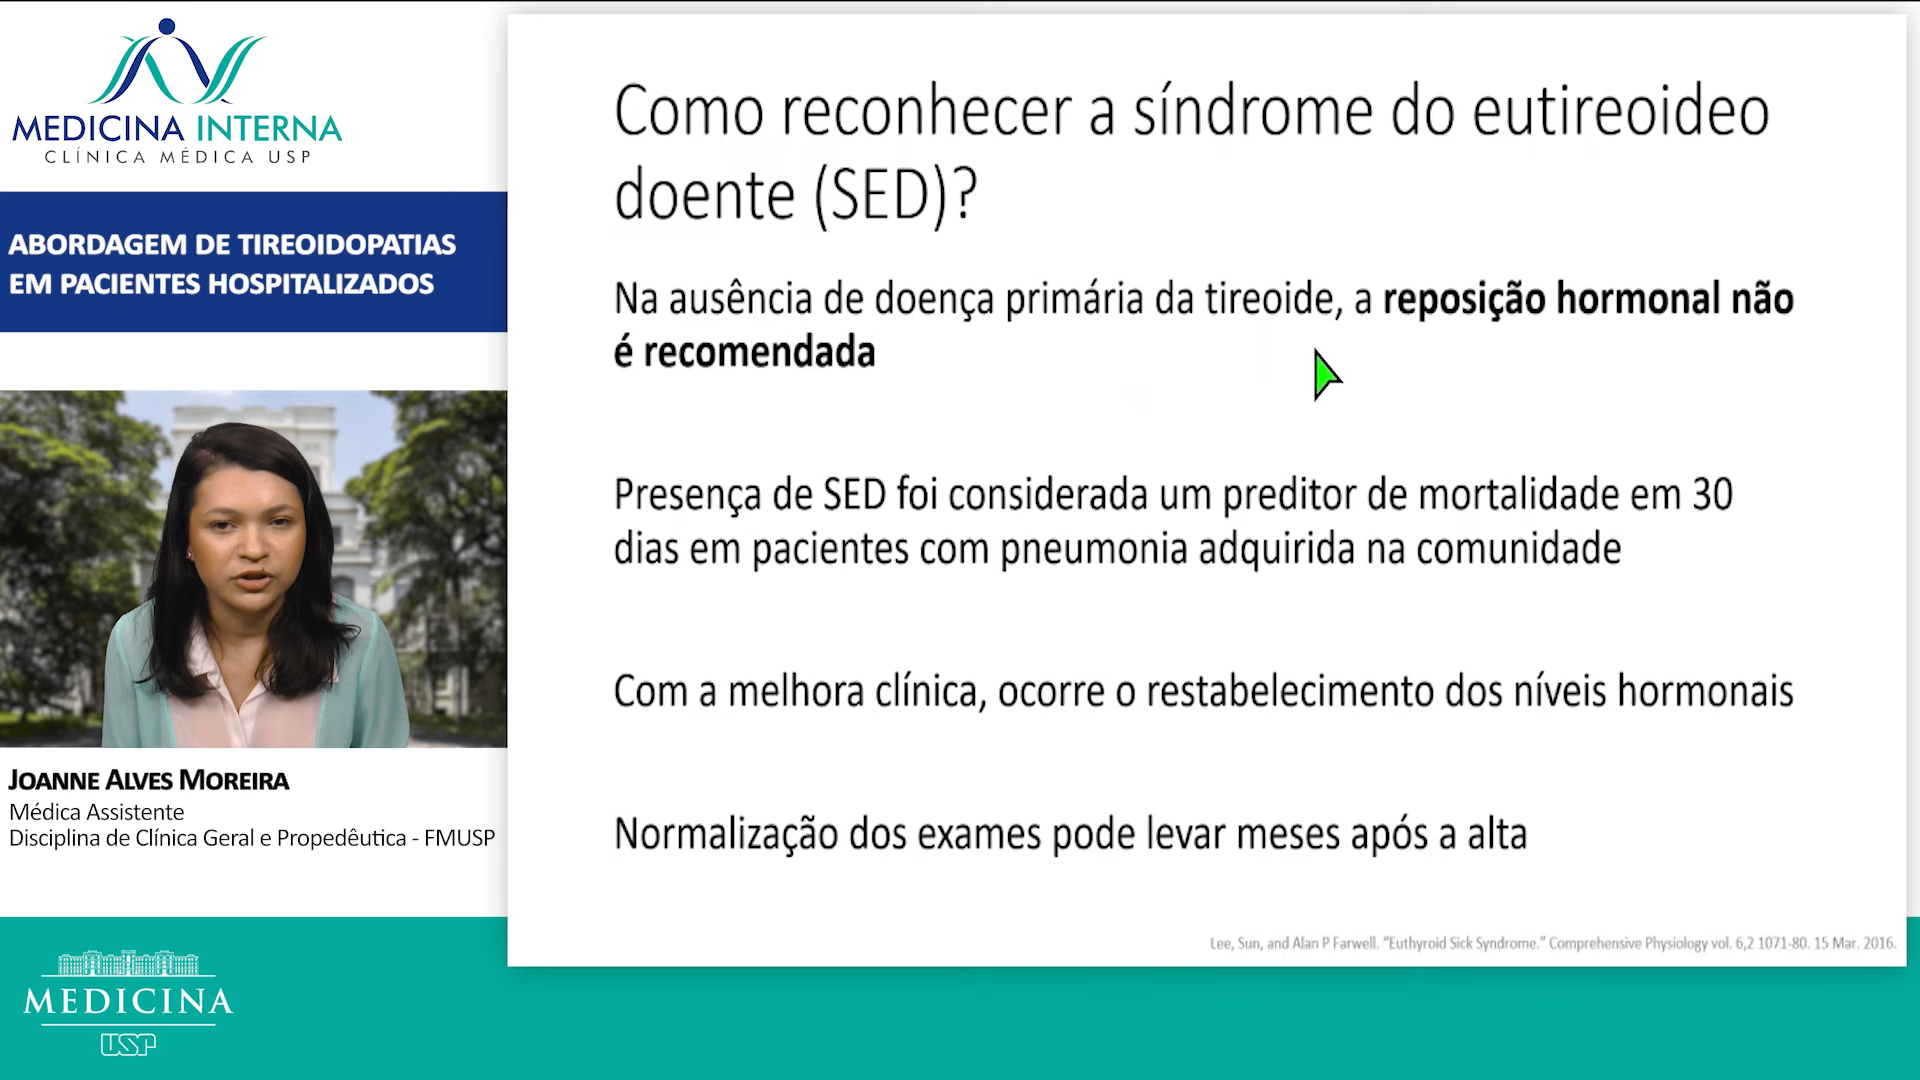 MEDICINA INTERNA
CLÍNICA MÉDICA USP
ABORDAGEM DE TIREOIDOPATIAS
EM PACIENTES HOSPITALIZADOS
JOANNE ALVES MOREIRA
Médica Assistente
Disciplina de Clínica Geral e Propedêutica - FMUSP
MEDICINA
USP
Como reconhecer a síndrome do eutireoideo
doente (SED)?
Na ausência de doença primária da tireoide, a reposição hormonal não
é recomendada
Presença de SED foi considerada um preditor de mortalidade em 30
dias em pacientes com pneumonia adquirida na comunidade
Com a melhora clínica, ocorre o restabelecimento dos níveis hormonais
Normalização dos exames pode levar meses após a alta
Lee, Sun, and Alan P Farwell. “Euthyroid Sick Syndrome.” Comprehensive Physiology vol. 6,2 1071-80. 15 Mar. 2016.